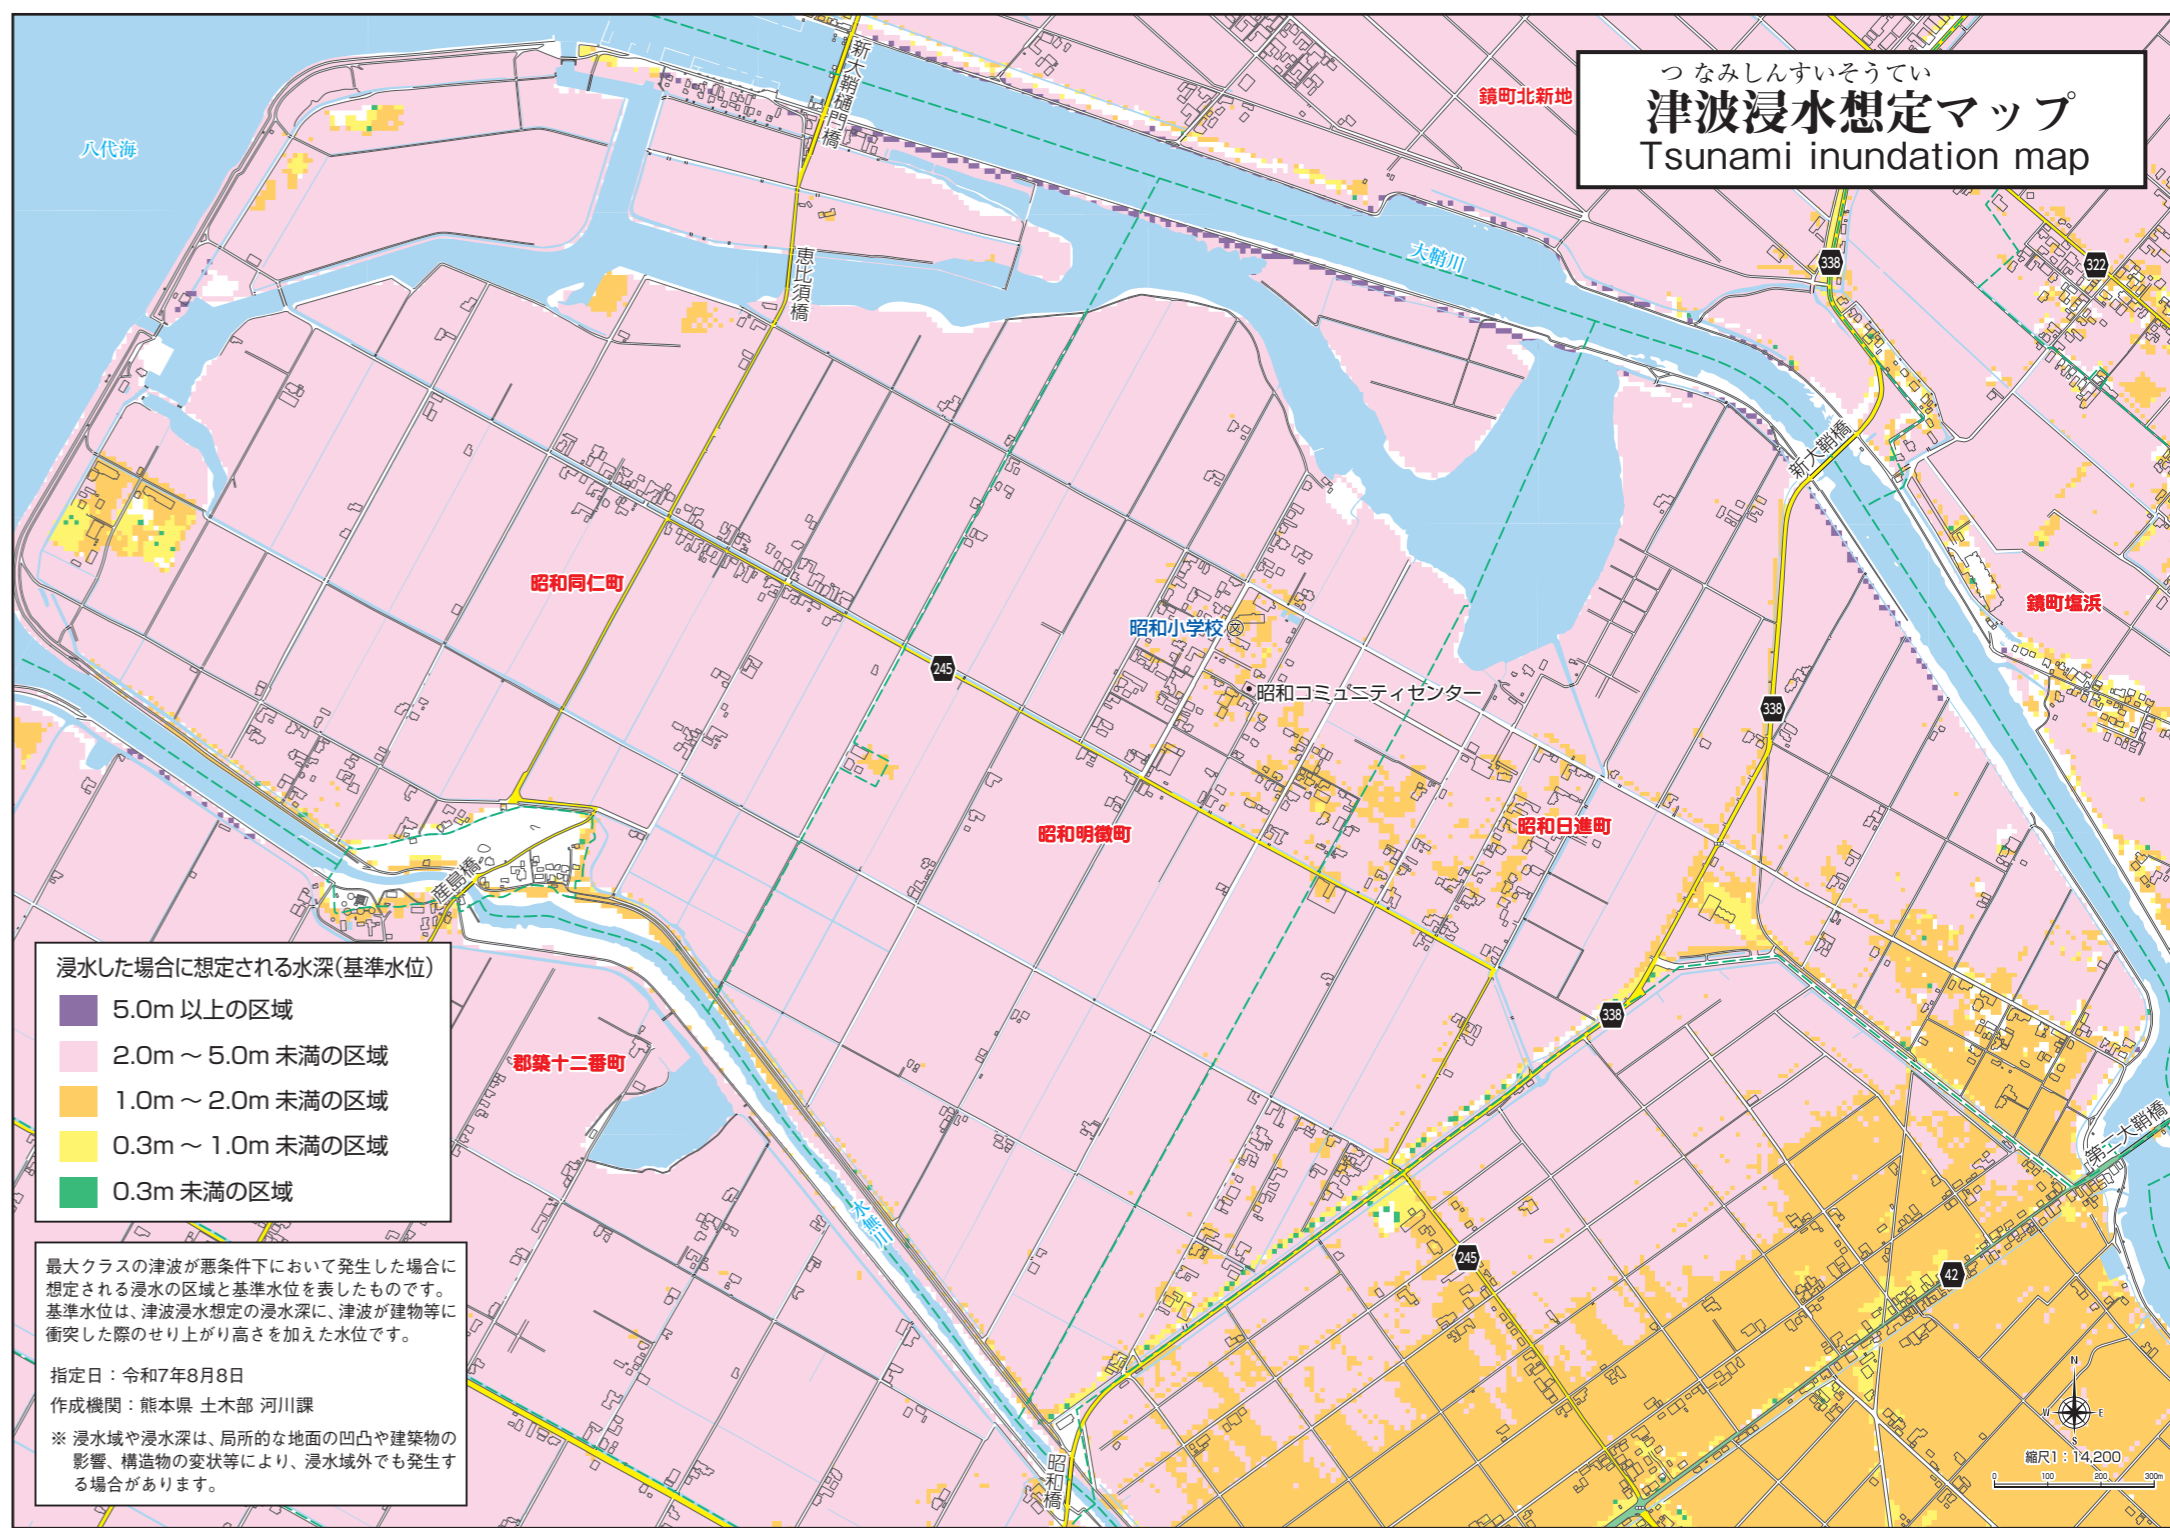 つ なみしんすいそうてい
津波浸水想定マップ
Tsunami inundation map
新大鞘樋門橋
鏡町北新地
八代海
恵比須橋
大鞘川
338
322
新大鞘橋
昭和同仁町
鏡町塩浜
昭和小学校
文
245
昭和コミュニティセンター
338
昭和明徴町
昭和日進町
産島橋
338
郡築十二番町
第二大鞘橋
水無川
245
42
昭和橋
浸水した場合に想定される水深(基準水位)
5.0m 以上の区域
2.0m ～ 5.0m 未満の区域
1.0m ～ 2.0m 未満の区域
0.3m ～ 1.0m 未満の区域
0.3m 未満の区域
最大クラスの津波が悪条件下において発生した場合に
想定される浸水の区域と基準水位を表したものです。
基準水位は、津波浸水想定の浸水深に、津波が建物等に
衝突した際のせり上がり高さを加えた水位です。
指定日：令和7年8月8日
作成機関：熊本県 土木部 河川課
※ 浸水域や浸水深は、局所的な地面の凹凸や建築物の
影響、構造物の変状等により、浸水域外でも発生す
る場合があります。
N
W E
S
縮尺1：14,200
0 100 200 300m